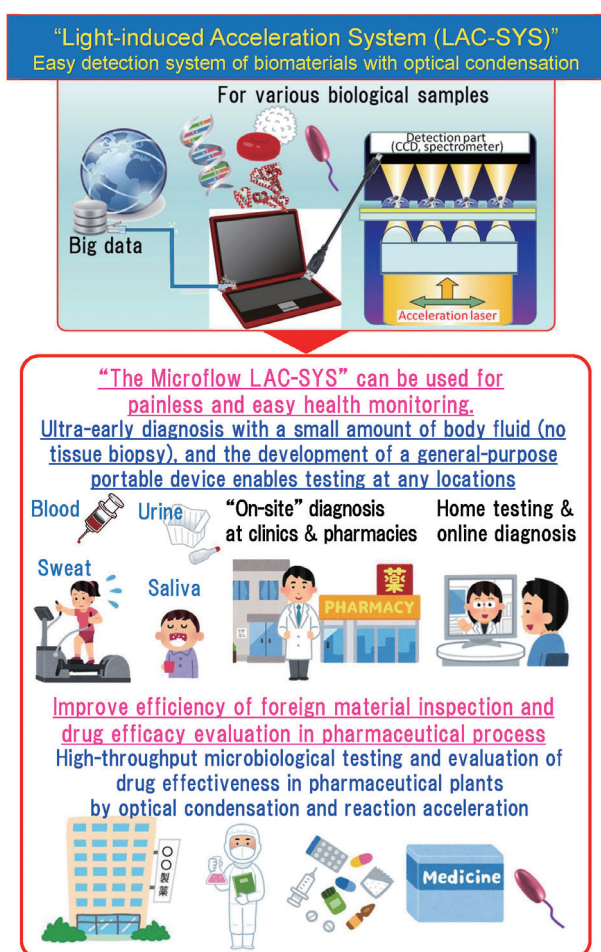 “Light-induced Acceleration System (LAC-SYS)”
Easy detection system of biomaterials with optical condensation
For various biological samples
Detection part
(CCD, spectrometer)
Big data
Acceleration laser
“The Microflow LAC-SYS” can be used for
painless and easy health monitoring.
Ultra-early diagnosis with a small amount of body fluid (no
tissue biopsy), and the development of a general-purpose
portable device enables testing at any locations
Blood
Urine
“On-site” diagnosis
at clinics & pharmacies
Home testing &
online diagnosis
Sweat
Saliva
薬
PHARMACY
Improve efficiency of foreign material inspection and
drug efficacy evaluation in pharmaceutical process
High-throughput microbiological testing and evaluation of
drug effectiveness in pharmaceutical plants
by optical condensation and reaction acceleration
〇〇製薬
Medicine